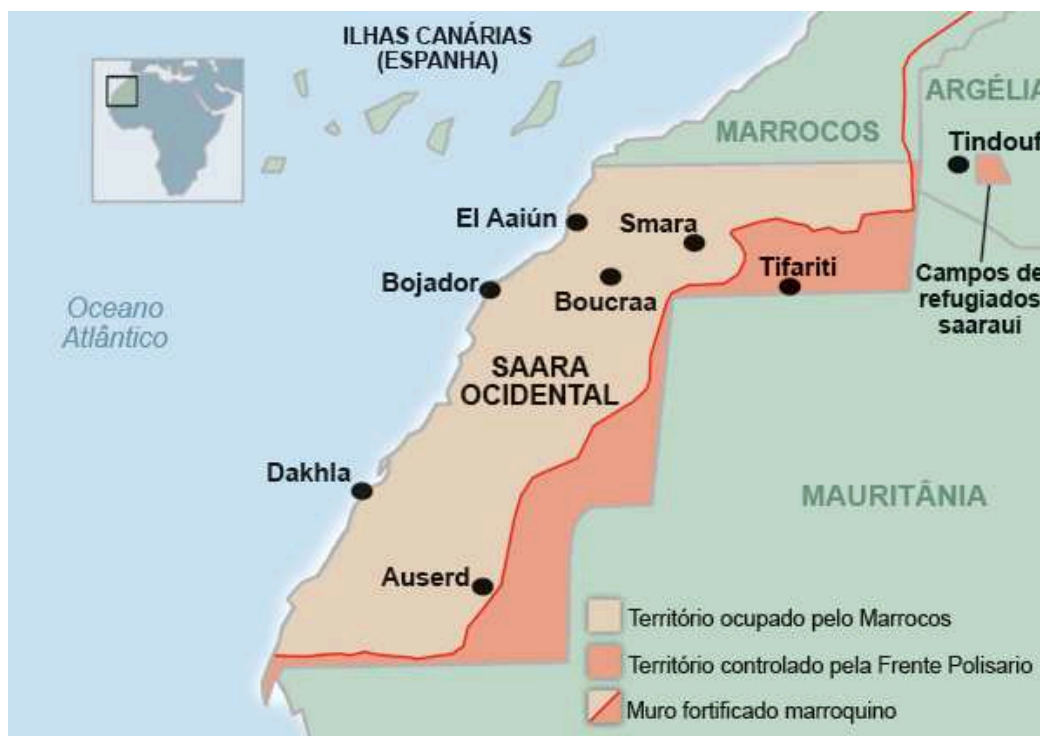 ILHAS CANÁRIAS
(ESPANHA)
ARGÉLIA
MARROCOS
Tindouf
El Aaiún
Smara
Tifariti
Bojador
Boucraa
Campos de
refugiados
saaraui
Oceano
Atlântico
SAARA
OCIDENTAL
Dakhla
MAURITÂNIA
Auserd
Território ocupado pelo Marrocos
Território controlado pela Frente Polisario
Muro fortificado marroquino